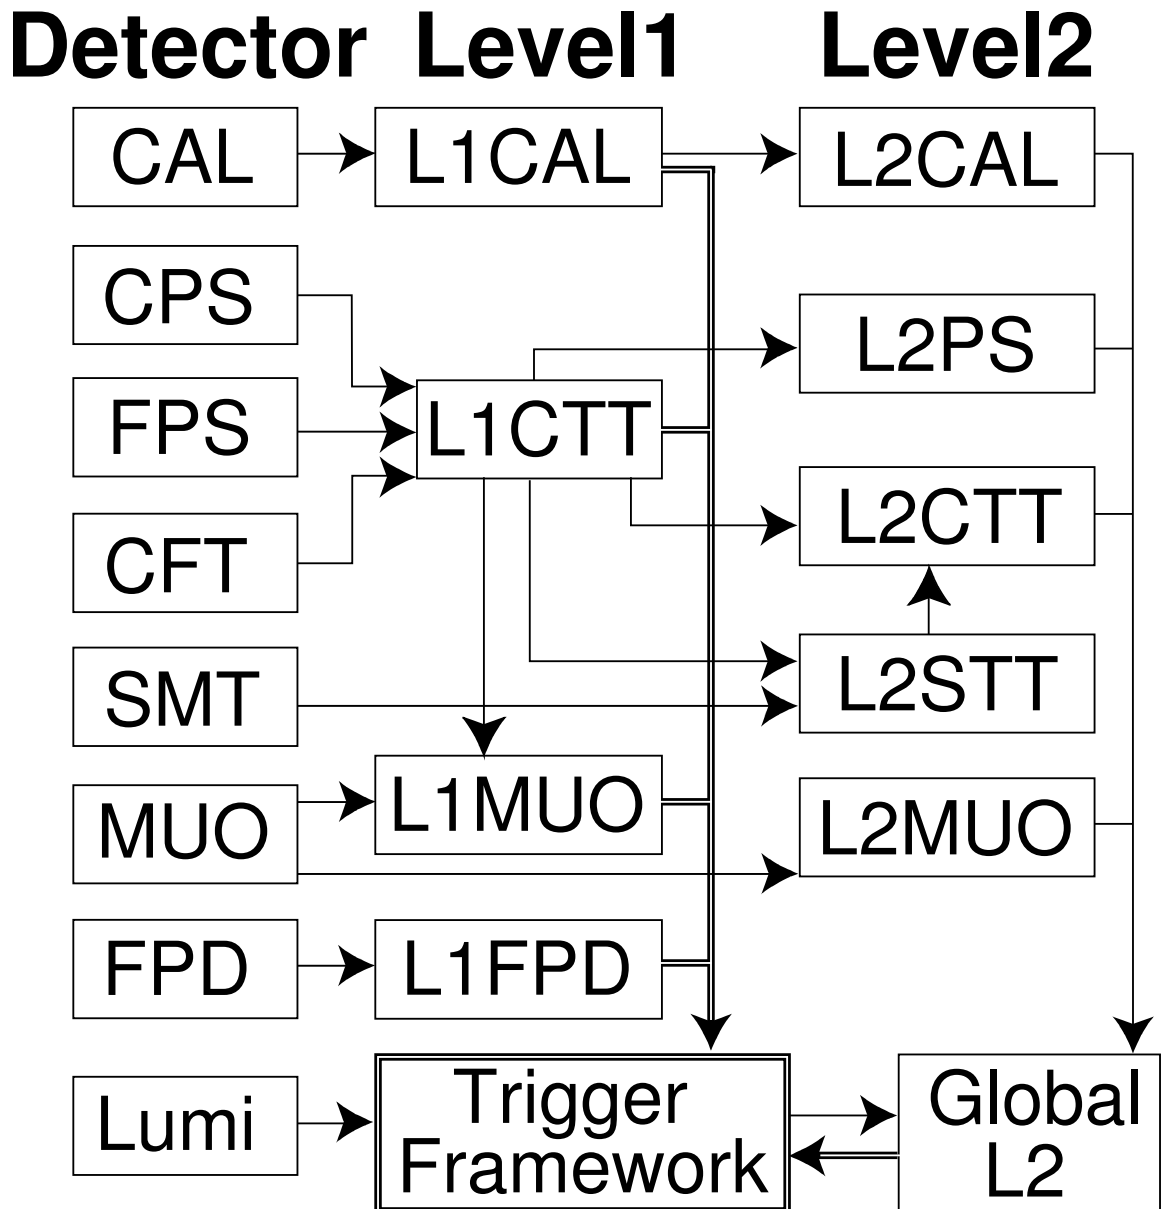 Detector Level1 Level2
CAL L1CAL L2CAL
CPS
L2PS
FPS L1CTT
L2CTT
CFT
SMT L2STT
MUO L1MUO L2MUO
FPD L1FPD
Lumi
Trigger
Framework
Global
L2